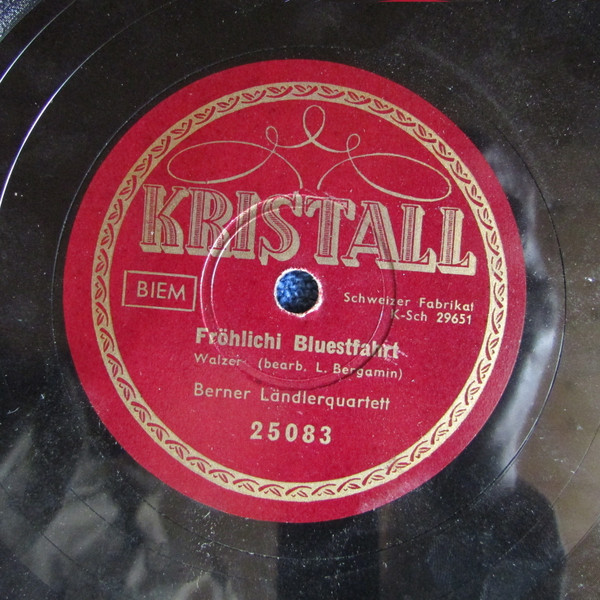 KRISTALL
BIEM
Schweizer Fabrikat
K-Sch 29651
Fröhlichi Bluestfahrt
Walzer (bearb. L. Bergamin)
Berner Ländlerquartett
25083